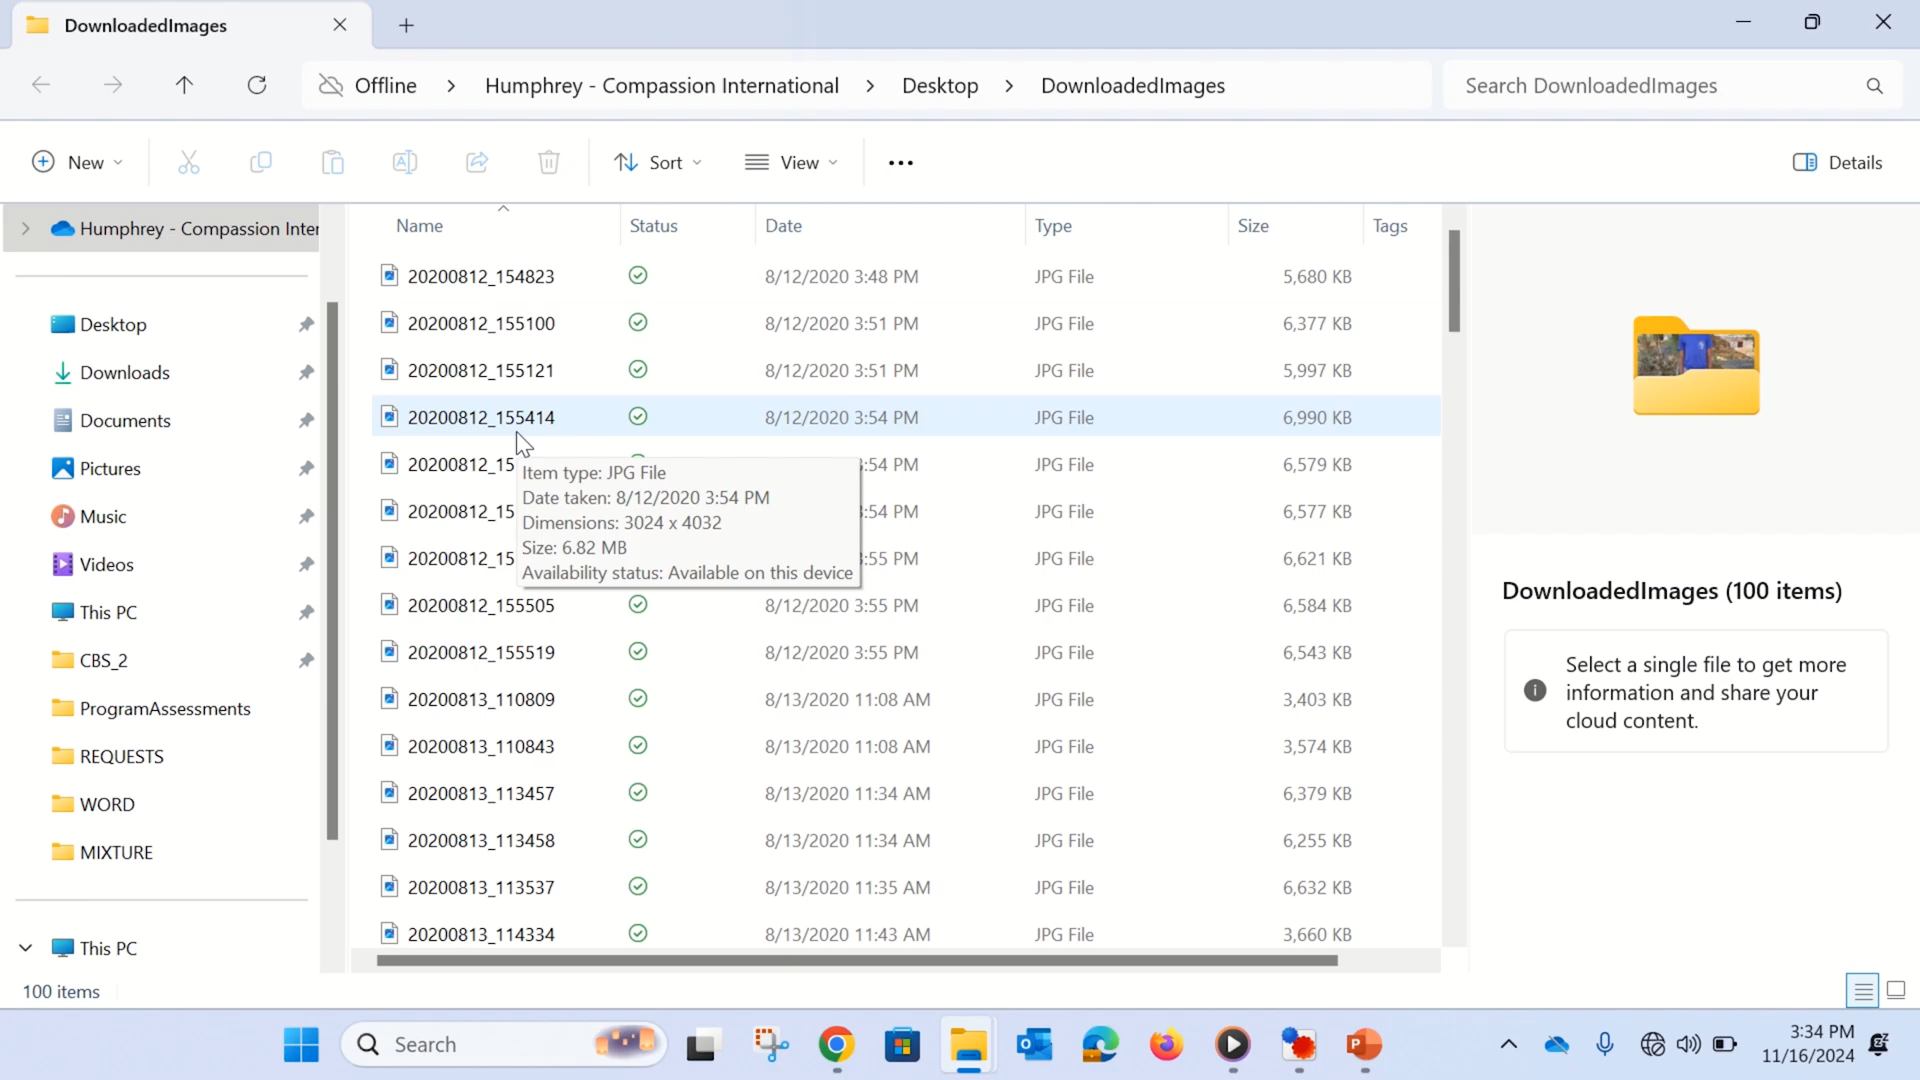 DownloadedImages
Offline > Humphrey - Compassion International > Desktop > DownloadedImages
Search DownloadedImages
New
Sort
View
Details
Humphrey - Compassion Inter
Desktop
Downloads
Documents
Pictures
Music
Videos
This PC
CBS_2
ProgramAssessments
REQUESTS
WORD
MIXTURE
This PC
Name Status Date Type Size Tags
20200812_154823 8/12/2020 3:48 PM JPG File 5,680 KB
20200812_155100 8/12/2020 3:51 PM JPG File 6,377 KB
20200812_155121 8/12/2020 3:51 PM JPG File 5,997 KB
20200812_155414 8/12/2020 3:54 PM JPG File 6,990 KB
20200812_15 :54 PM JPG File 6,579 KB
20200812_15 :54 PM JPG File 6,577 KB
20200812_15 :55 PM JPG File 6,621 KB
20200812_155505 8/12/2020 3:55 PM JPG File 6,584 KB
20200812_155519 8/12/2020 3:55 PM JPG File 6,543 KB
20200813_110809 8/13/2020 11:08 AM JPG File 3,403 KB
20200813_110843 8/13/2020 11:08 AM JPG File 3,574 KB
20200813_113457 8/13/2020 11:34 AM JPG File 6,379 KB
20200813_113458 8/13/2020 11:34 AM JPG File 6,255 KB
20200813_113537 8/13/2020 11:35 AM JPG File 6,632 KB
20200813_114334 8/13/2020 11:43 AM JPG File 3,660 KB
Item type: JPG File
Date taken: 8/12/2020 3:54 PM
Dimensions: 3024 x 4032
Size: 6.82 MB
Availability status: Available on this device
DownloadedImages (100 items)
Select a single file to get more
information and share your
cloud content.
100 items
Search
3:34 PM
11/16/2024